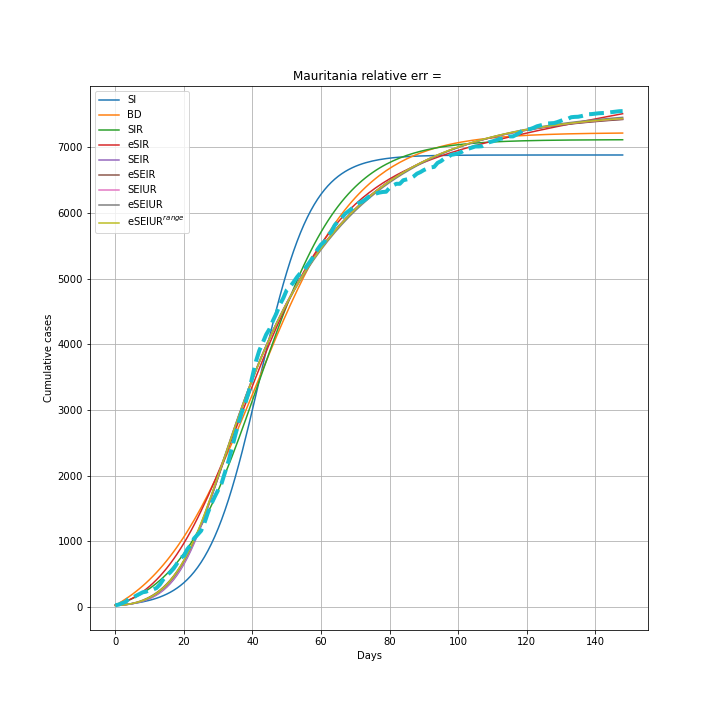 Mauritania relative err =
SI
BD
SIR
eSIR
SEIR
eSEIR
SEIUR
eSEIUR
eSEIUR^range
7000
6000
5000
4000
3000
2000
1000
0
Cumulative cases
0 20 40 60 80 100 120 140
Days